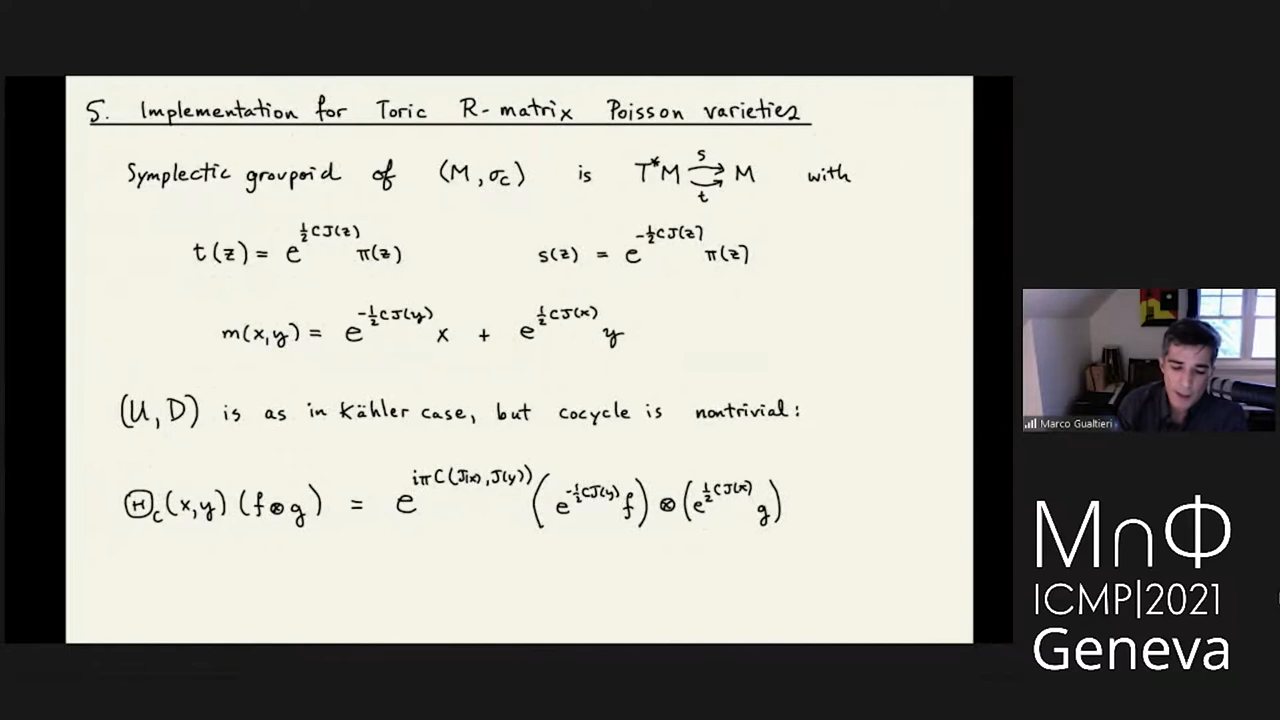 5. Implementation for Toric R-matrix Poisson varieties
Symplectic groupoid of (M, σ_C) is T*M ⇉ M with
s
t
t(z) = e^{½CJ(z)} π(z) s(z) = e^{-½CJ(z)} π(z)
m(x,y) = e^{-½CJ(y)} x + e^{½CJ(x)} y
(U, D) is as in Kähler case, but cocycle is nontrivial:
Θ_c(x,y)(f⊗g) = e^{iπC(J(x),J(y))} (e^{-½CJ(y)} f) ⊗ (e^{½CJ(x)} g)
Marco Gualtieri
M∩Φ
ICMP|2021
Geneva